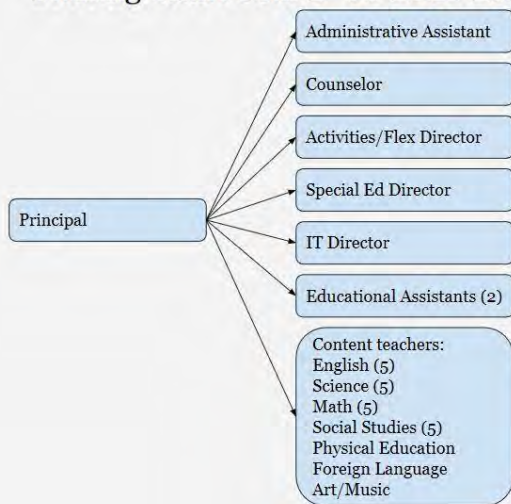 Administrative Assistant
Counselor
Activities/Flex Director
Special Ed Director
Principal
IT Director
Educational Assistants (2)
Content teachers:
English (5)
Science (5)
Math (5)
Social Studies (5)
Physical Education
Foreign Language
Art/Music